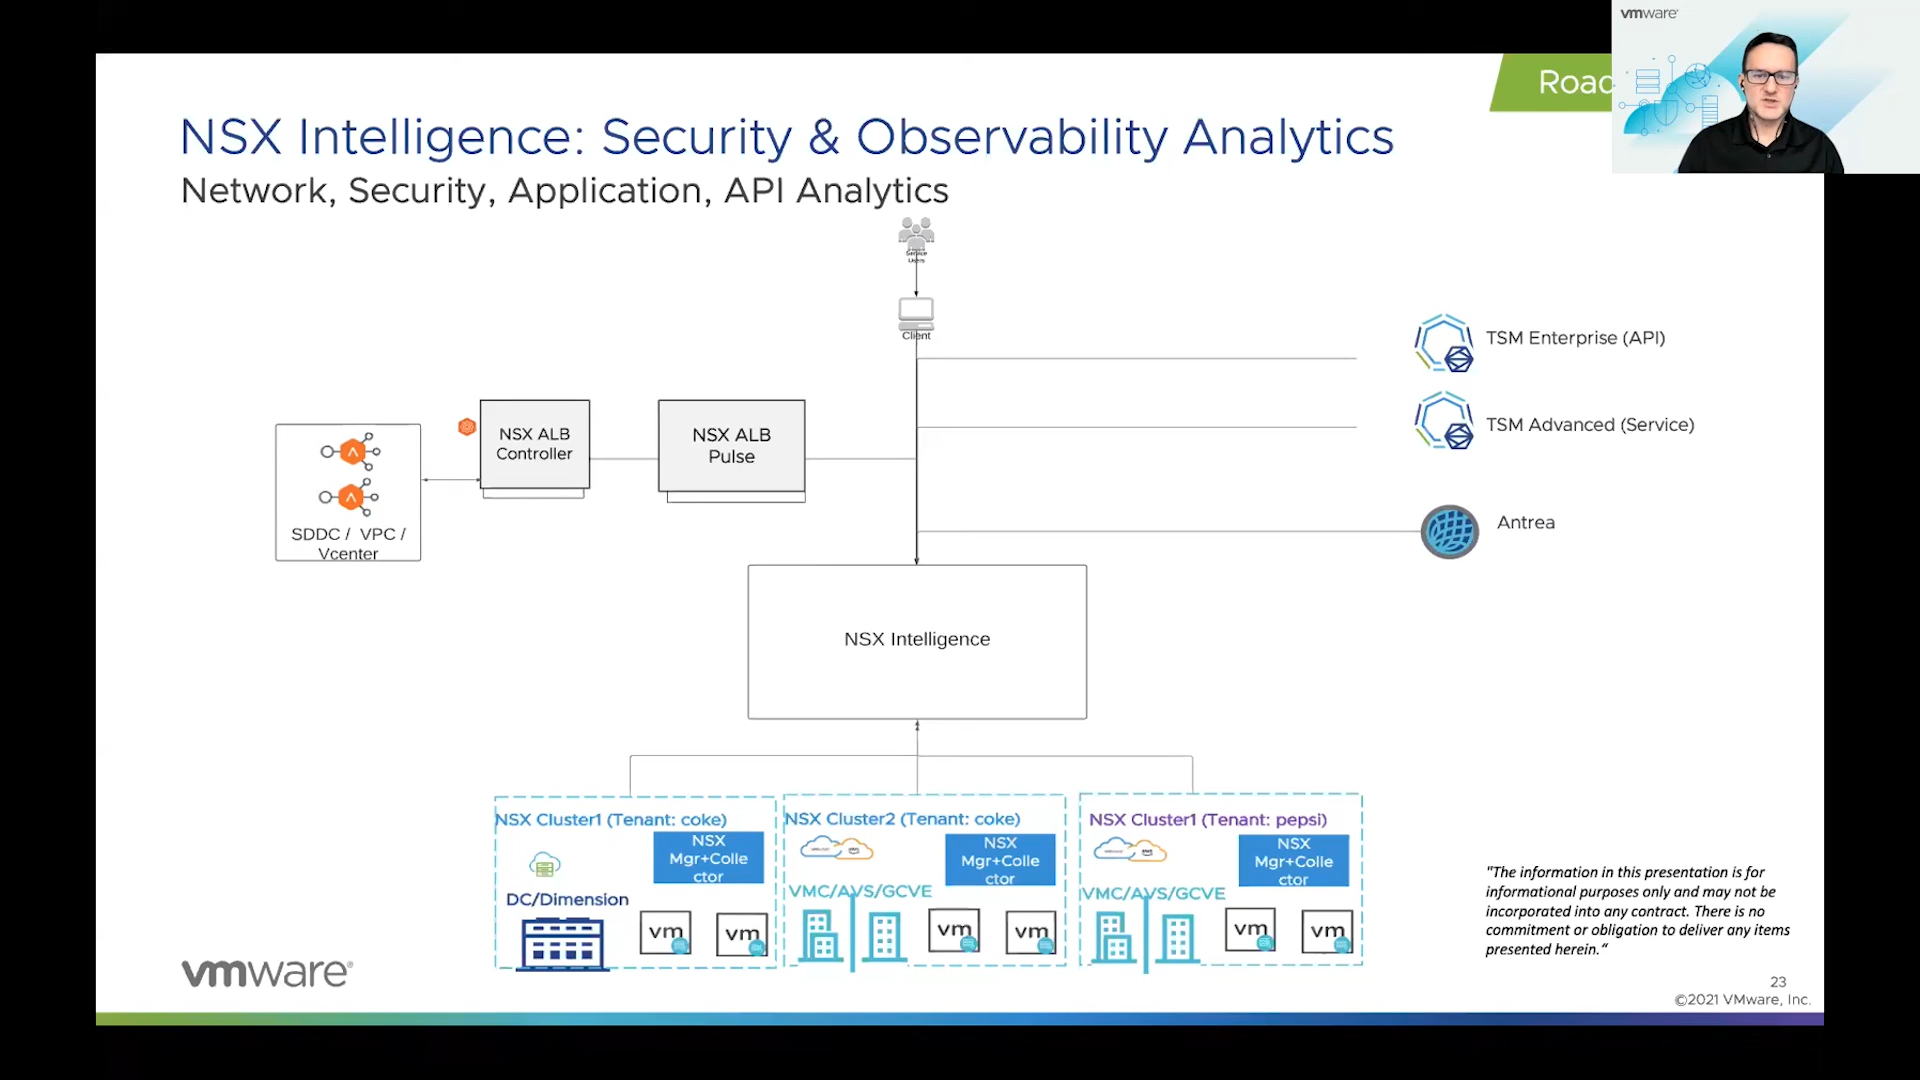 vmware®
Road
NSX Intelligence: Security & Observability Analytics
Network, Security, Application, API Analytics
Service
Users
Client
TSM Enterprise (API)
TSM Advanced (Service)
Antrea
NSX ALB
Controller
NSX ALB
Pulse
SDDC / VPC /
Vcenter
NSX Intelligence
NSX Cluster1 (Tenant: coke)
NSX
Mgr+Colle
ctor
DC/Dimension
vm
vm
NSX Cluster2 (Tenant: coke)
NSX
Mgr+Colle
ctor
VMC/AVS/GCVE
vm
vm
NSX Cluster1 (Tenant: pepsi)
NSX
Mgr+Colle
ctor
VMC/AVS/GCVE
vm
vm
"The information in this presentation is for
informational purposes only and may not be
incorporated into any contract. There is no
commitment or obligation to deliver any items
presented herein.“
vmware®
23
©2021 VMware, Inc.